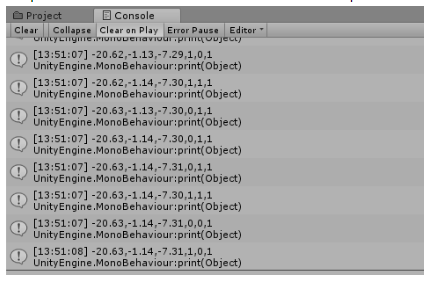 Project
Console
Clear Collapse Clear on Play Error Pause Editor
UnityEngine.MonoBehaviour:print(Object)
[13:51:07] -20.62,-1.13,-7.29,1,0,1
UnityEngine.MonoBehaviour:print(Object)
[13:51:07] -20.62,-1.14,-7.30,1,1,1
UnityEngine.MonoBehaviour:print(Object)
[13:51:07] -20.63,-1.13,-7.30,0,1,1
UnityEngine.MonoBehaviour:print(Object)
[13:51:07] -20.63,-1.14,-7.30,0,1,1
UnityEngine.MonoBehaviour:print(Object)
[13:51:07] -20.63,-1.14,-7.31,0,1,1
UnityEngine.MonoBehaviour:print(Object)
[13:51:07] -20.63,-1.14,-7.30,1,1,1
UnityEngine.MonoBehaviour:print(Object)
[13:51:07] -20.63,-1.14,-7.31,0,0,1
UnityEngine.MonoBehaviour:print(Object)
[13:51:08] -20.63,-1.14,-7.31,1,0,1
UnityEngine.MonoBehaviour:print(Object)